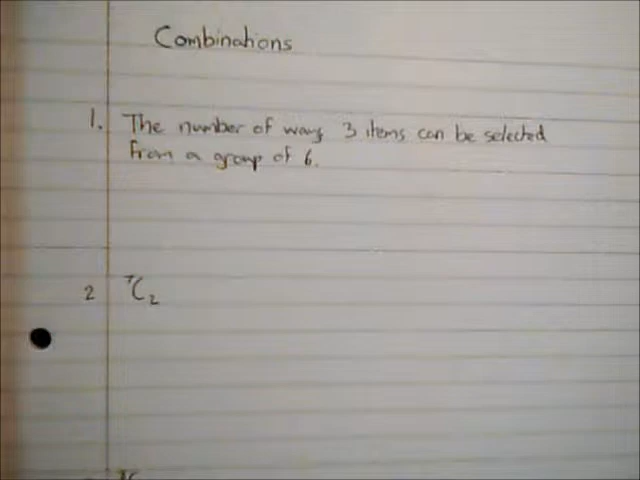 Combinations
1. The number of ways 3 items can be selected
from a group of 6.
2 ⁷C₂